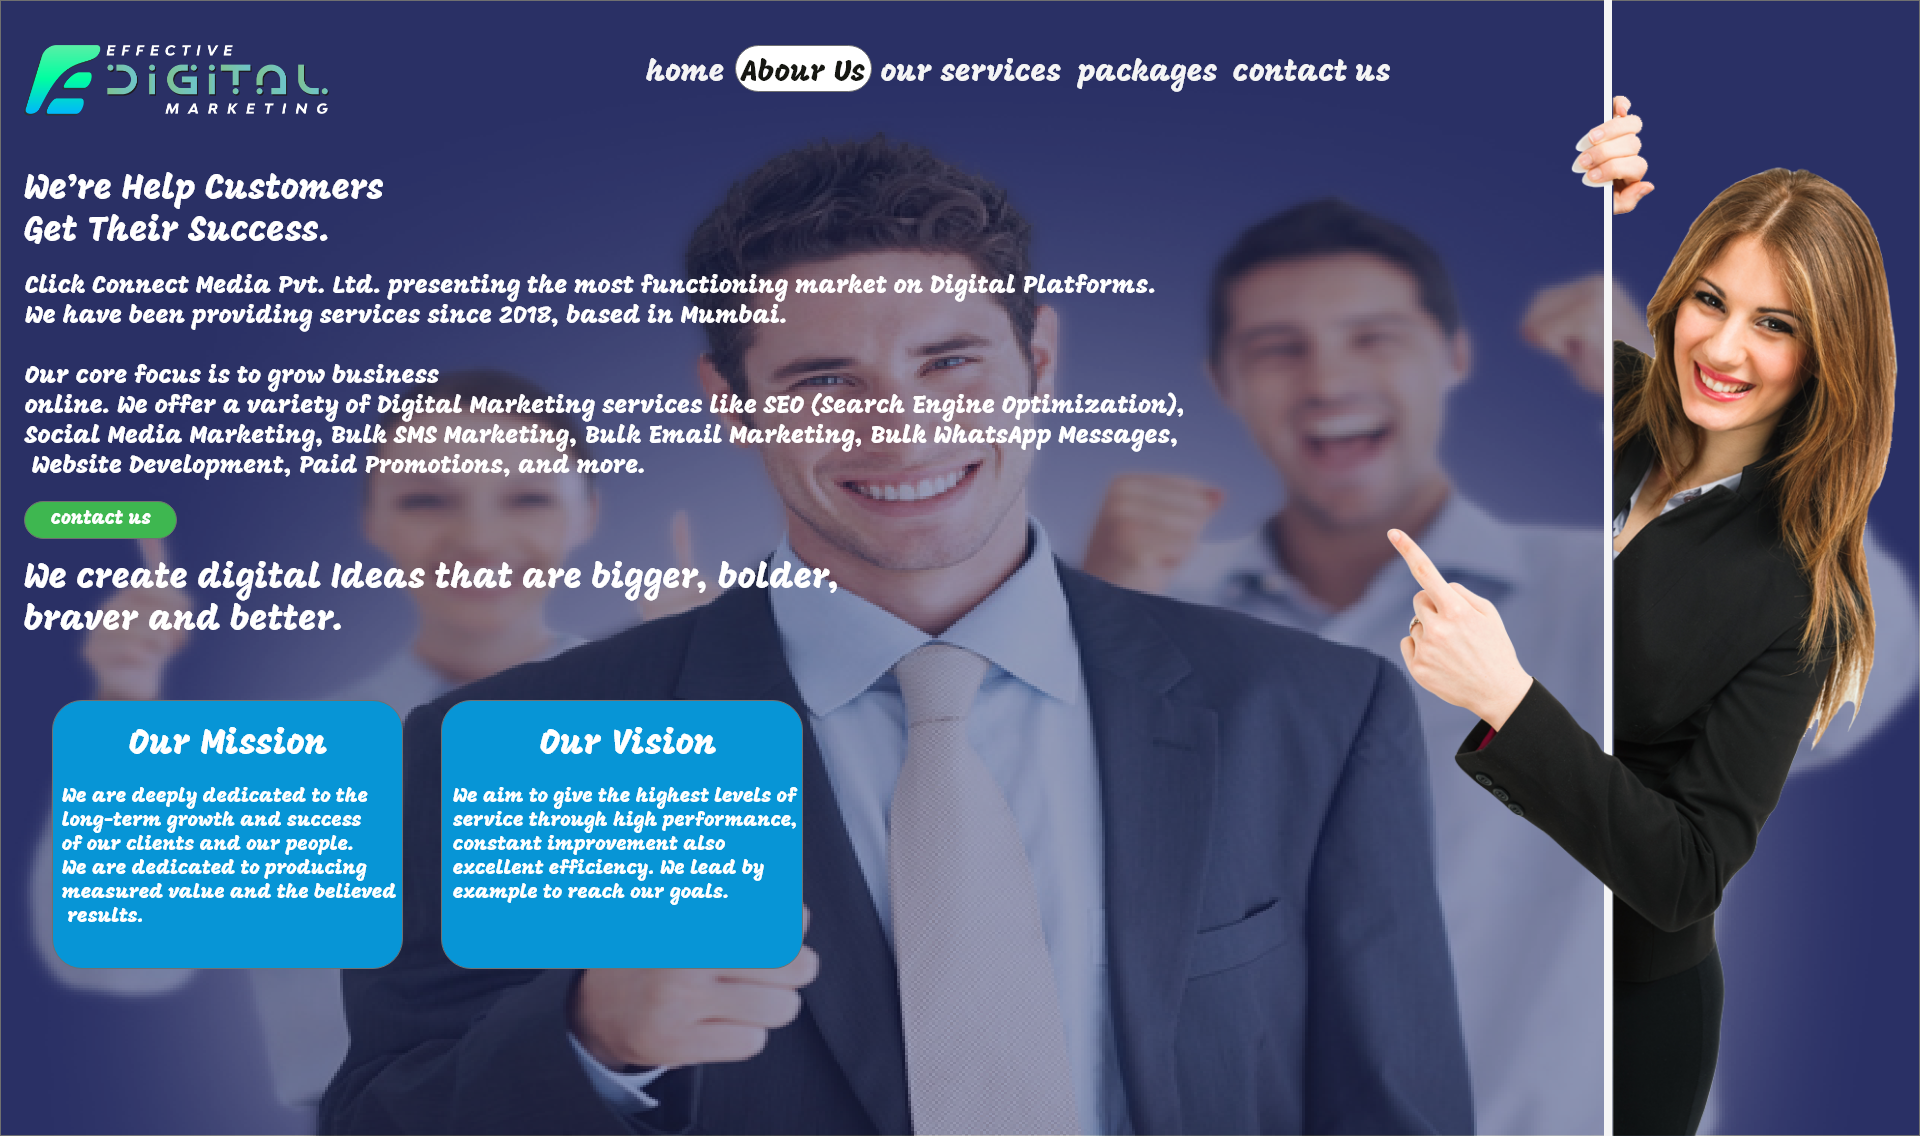 EFFECTIVE
DIGITAL
MARKETING
home Abour Us our services packages contact us
We're Help Customers
Get Their Success.
Click Connect Media Pvt. Ltd. presenting the most functioning market on Digital Platforms.
We have been providing services since 2018, based in Mumbai.
Our core focus is to grow business
online. We offer a variety of Digital Marketing services like SEO (Search Engine Optimization),
Social Media Marketing, Bulk SMS Marketing, Bulk Email Marketing, Bulk WhatsApp Messages,
Website Development, Paid Promotions, and more.
contact us
We create digital Ideas that are bigger, bolder,
braver and better.
Our Mission
We are deeply dedicated to the
long-term growth and success
of our clients and our people.
We are dedicated to producing
measured value and the believed
results.
Our Vision
We aim to give the highest levels of
service through high performance,
constant improvement also
excellent efficiency. We lead by
example to reach our goals.